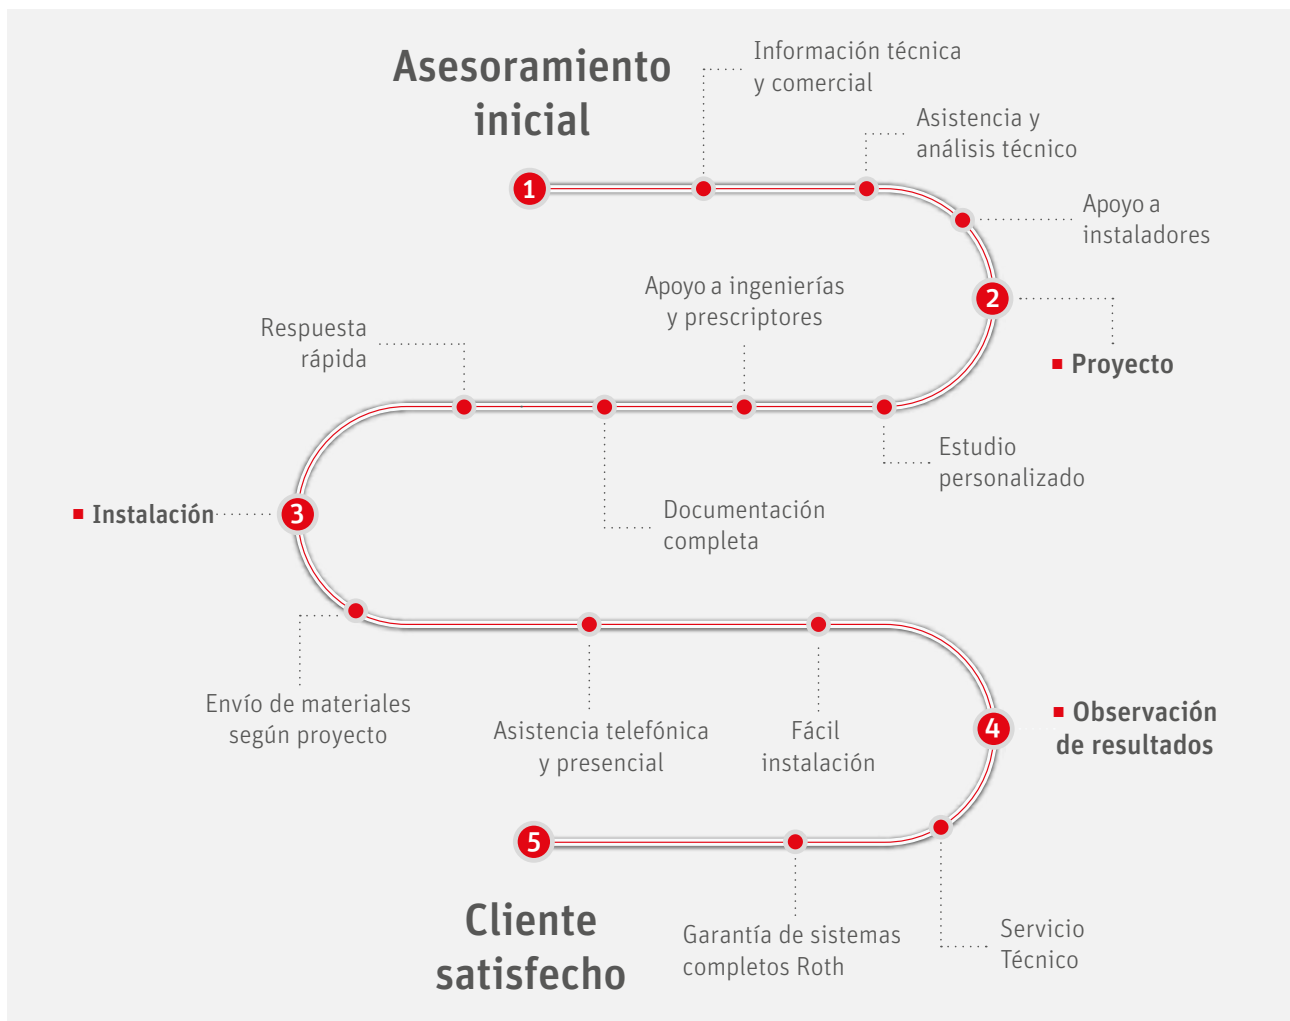 Asesoramiento
inicial
Información técnica
y comercial
Asistencia y
análisis técnico
Apoyo a
instaladores
1
2
Proyecto
Estudio
personalizado
Apoyo a ingenierías
y prescriptores
Documentación
completa
Respuesta
rápida
3
Instalación
Envío de materiales
según proyecto
Asistencia telefónica
y presencial
Fácil
instalación
4
Observación
de resultados
Servicio
Técnico
Garantía de sistemas
completos Roth
5
Cliente
satisfecho